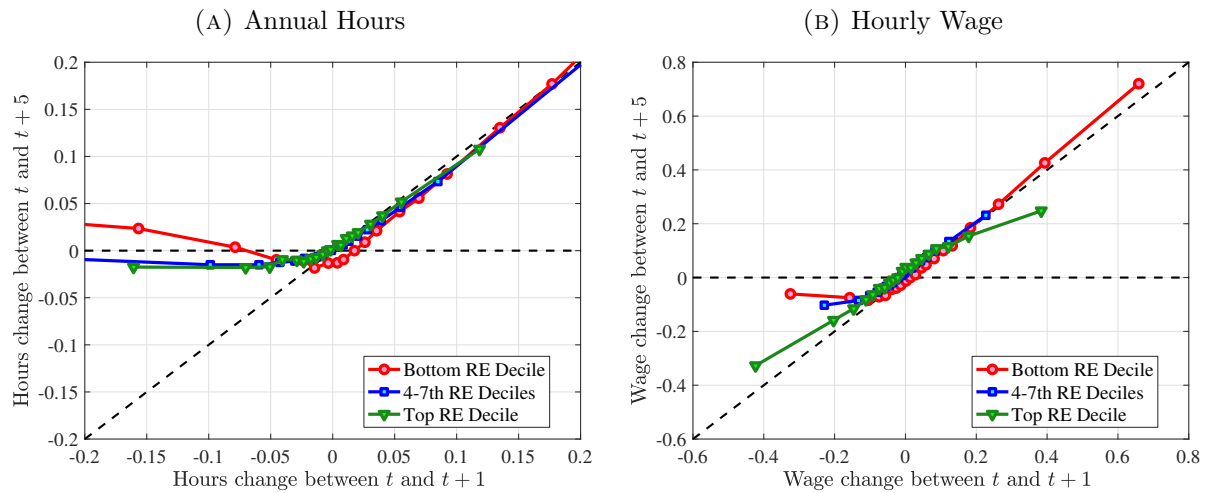 (A) Annual Hours
0.2
0.15
0.1
0.05
0
-0.05
-0.1
-0.15
-0.2
Hours change between t and t + 5
Bottom RE Decile
4-7th RE Deciles
Top RE Decile
-0.2 -0.15 -0.1 -0.05 0 0.05 0.1 0.15 0.2
Hours change between t and t + 1
(B) Hourly Wage
0.8
0.6
0.4
0.2
0
-0.2
-0.4
-0.6
Wage change between t and t + 5
Bottom RE Decile
4-7th RE Deciles
Top RE Decile
-0.6 -0.4 -0.2 0 0.2 0.4 0.6 0.8
Wage change between t and t + 1